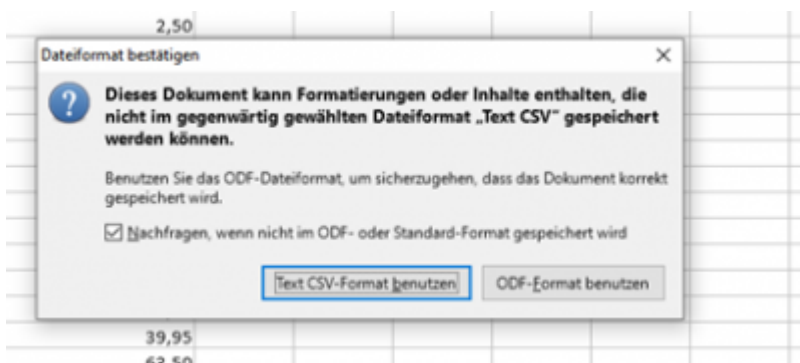 2,50
Dateiformat bestätigen
Dieses Dokument kann Formatierungen oder Inhalte enthalten, die
nicht im gegenwärtig gewählten Dateiformat „Text CSV“ gespeichert
werden können.
Benutzen Sie das ODF-Dateiformat, um sicherzugehen, dass das Dokument korrekt
gespeichert wird.
Nachfragen, wenn nicht im ODF- oder Standard-Format gespeichert wird
Text CSV-Format benutzen
ODF-Format benutzen
39,95
63,50